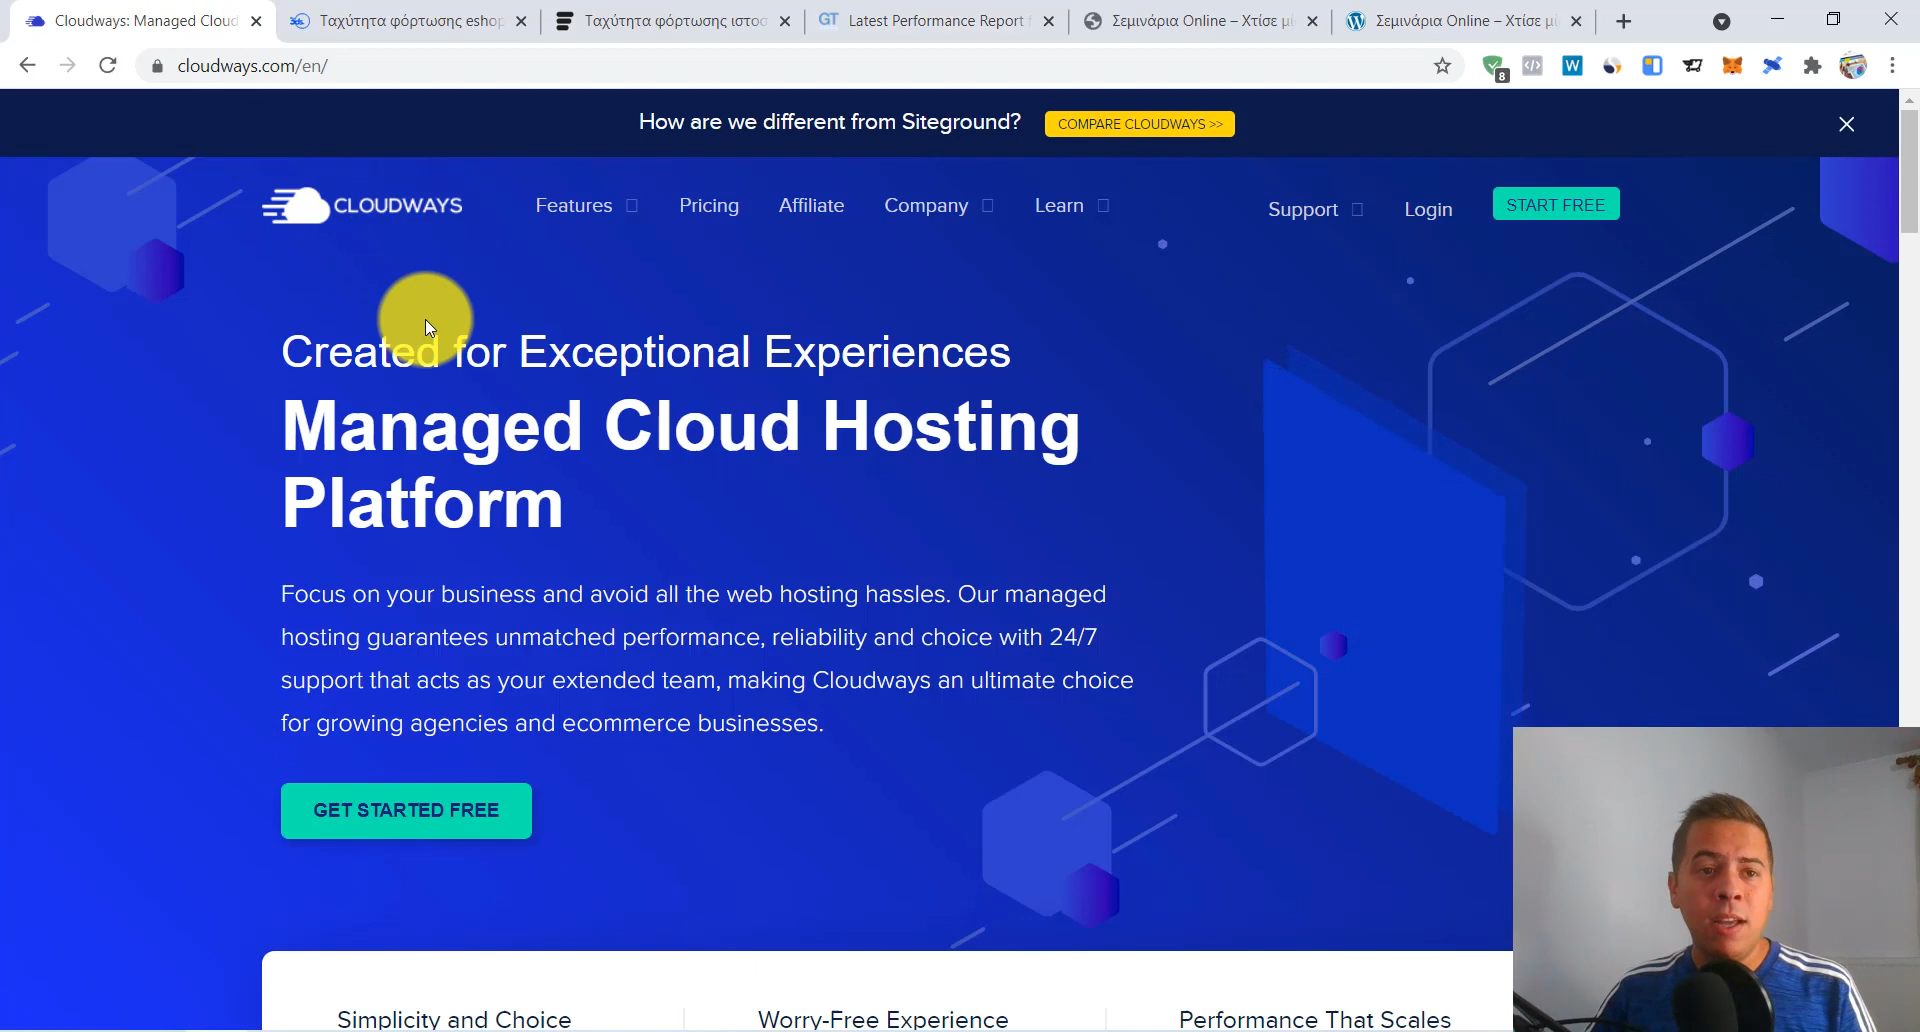 Cloudways: Managed Cloud
Ταχύτητα φόρτωσης eshop
Ταχύτητα φόρτωσης ιστοσ
GT Latest Performance Report f
Σεμινάρια Online – Χτίσε μί
Σεμινάρια Online – Χτίσε μί
cloudways.com/en/
8
W
How are we different from Siteground?
COMPARE CLOUDWAYS >>
CLOUDWAYS
Features
Pricing
Affiliate
Company
Learn
Support
Login
START FREE
Created for Exceptional Experiences
Managed Cloud Hosting
Platform
Focus on your business and avoid all the web hosting hassles. Our managed
hosting guarantees unmatched performance, reliability and choice with 24/7
support that acts as your extended team, making Cloudways an ultimate choice
for growing agencies and ecommerce businesses.
GET STARTED FREE
Simplicity and Choice
Worry-Free Experience
Performance That Scales